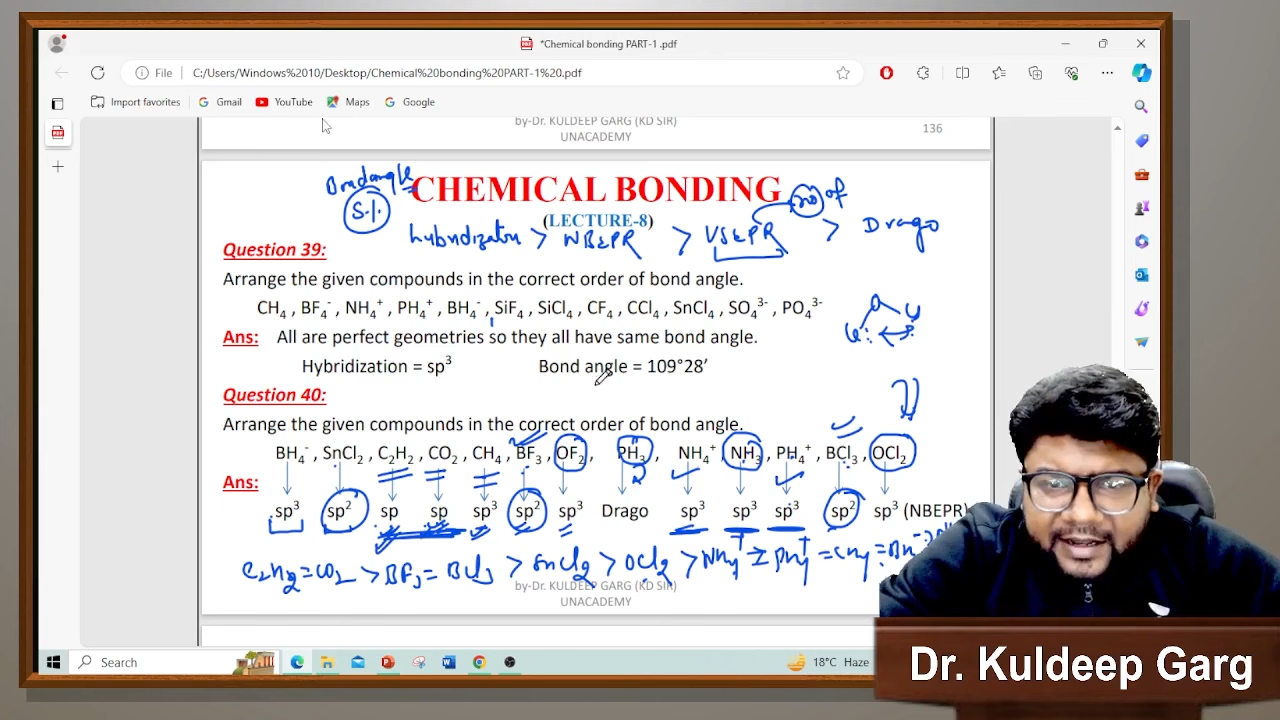 *Chemical bonding PART-1 .pdf
File C:/Users/Windows%2010/Desktop/Chemical%20bonding%20PART-1%20.pdf
Import favorites Gmail YouTube Maps Google
by-Dr. KULDEEP GARG (KD SIR)
UNACADEMY 136
Bond angle
CHEMICAL BONDING
S.I.
no of
(LECTURE-8)
hybridization > NBEPR > VSEPR > Drago
Question 39:
Arrange the given compounds in the correct order of bond angle.
CH₄ , BF₄⁻ , NH₄⁺ , PH₄⁺ , BH₄⁻ , SiF₄ , SiCl₄ , CF₄ , CCl₄ , SnCl₄ , SO₄³⁻ , PO₄³⁻
Ans: All are perfect geometries so they all have same bond angle.
Hybridization = sp³ Bond angle = 109°28′
Question 40:
Arrange the given compounds in the correct order of bond angle.
BH₄⁻ , SnCl₂ , C₂H₂ , CO₂ , CH₄ , BF₃ , OF₂ , PH₃ , NH₄⁺ , NH₃ , PH₄⁺ , BCl₃ , OCl₂
Ans:
sp³ sp² sp sp sp³ sp² sp³ Drago sp³ sp³ sp³ sp² sp³ (NBEPR)
C₂H₂ = CO₂ > BF₃ = BCl₃ > SnCl₂ > OCl₂ > NH₄⁺ = PH₄⁺ = CH₄ = BH₄⁻
by-Dr. KULDEEP GARG (KD SIR)
UNACADEMY
Search 18°C Haze
Dr. Kuldeep Garg